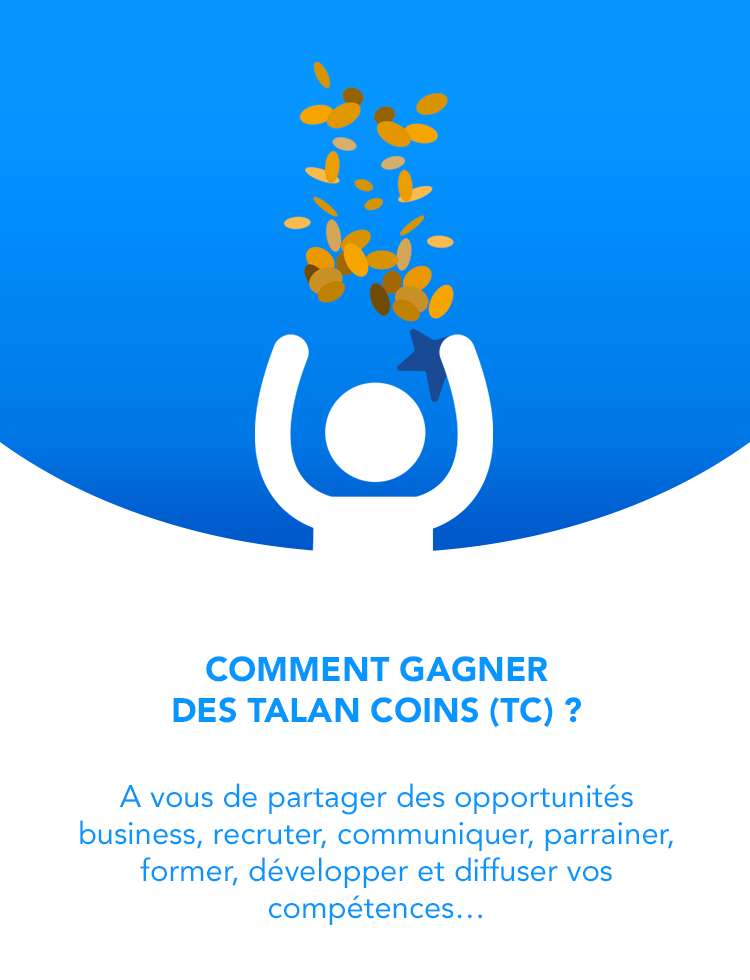 COMMENT GAGNER
DES TALAN COINS (TC) ?
A vous de partager des opportunités
business, recruter, communiquer, parrainer,
former, développer et diffuser vos
compétences...